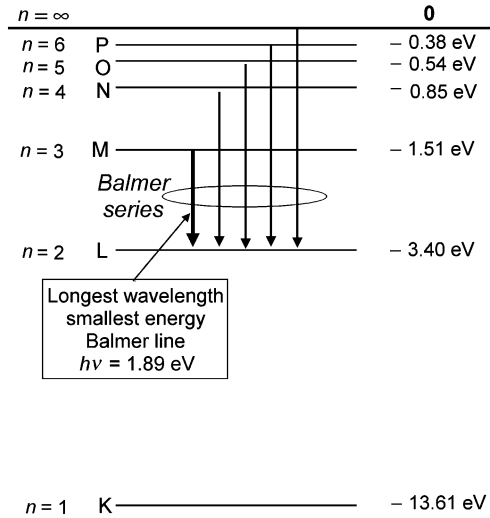 n = ∞ 0
n = 6 P − 0.38 eV
n = 5 O − 0.54 eV
n = 4 N − 0.85 eV
n = 3 M − 1.51 eV
Balmer
series
n = 2 L − 3.40 eV
Longest wavelength
smallest energy
Balmer line
hν = 1.89 eV
n = 1 K − 13.61 eV